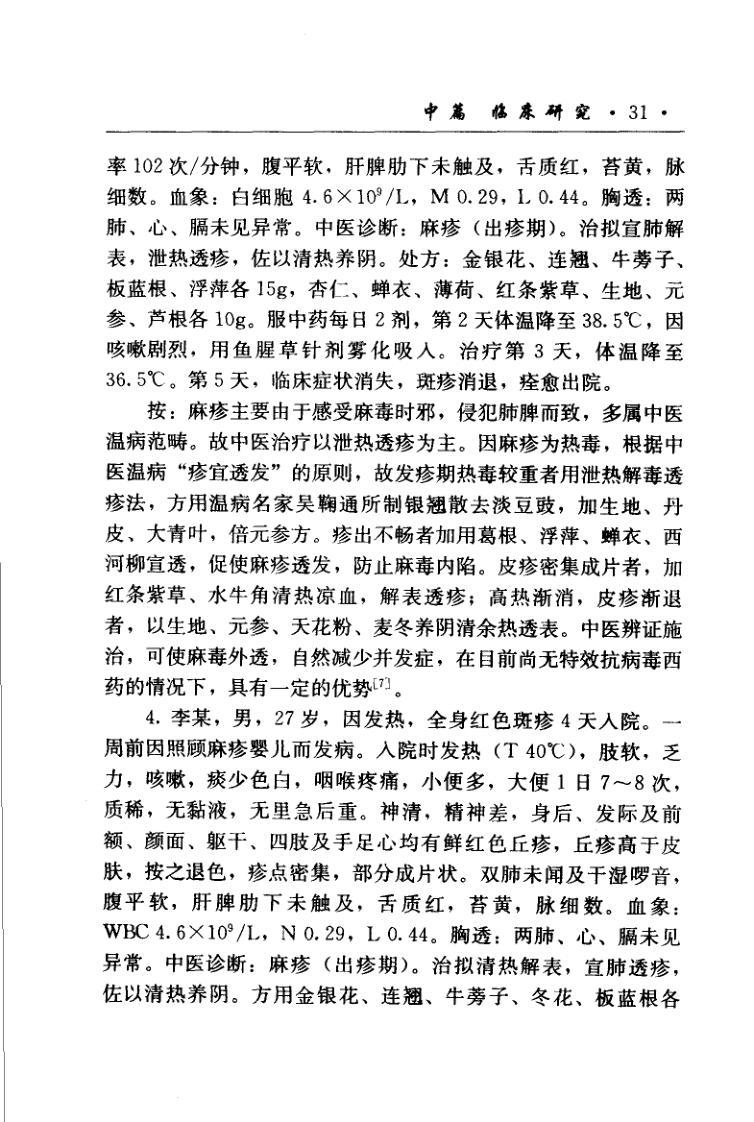 中篇 临床研究 · 31 ·
率 102 次/分钟，腹平软，肝脾肋下未触及，舌质红，苔黄，脉
细数。血象：白细胞 4.6×10⁹/L，M 0.29，L 0.44。胸透：两
肺、心、膈未见异常。中医诊断：麻疹（出疹期）。治拟宣肺解
表，泄热透疹，佐以清热养阴。处方：金银花、连翘、牛蒡子、
板蓝根、浮萍各 15g，杏仁、蝉衣、薄荷、红条紫草、生地、元
参、芦根各 10g。服中药每日 2 剂，第 2 天体温降至 38.5℃，因
咳嗽剧烈，用鱼腥草针剂雾化吸入。治疗第 3 天，体温降至
36.5℃。第 5 天，临床症状消失，斑疹消退，痊愈出院。
按：麻疹主要由于感受麻毒时邪，侵犯肺脾而致，多属中医
温病范畴。故中医治疗以泄热透疹为主。因麻疹为热毒，根据中
医温病“疹宜透发”的原则，故发疹期热毒较重者用泄热解毒透
疹法，方用温病名家吴鞠通所制银翘散去淡豆豉，加生地、丹
皮、大青叶，倍元参方。疹出不畅者加用葛根、浮萍、蝉衣、西
河柳宣透，促使麻疹透发，防止麻毒内陷。皮疹密集成片者，加
红条紫草、水牛角清热凉血，解表透疹；高热渐消，皮疹渐退
者，以生地、元参、天花粉、麦冬养阴清余热透表。中医辨证施
治，可使麻毒外透，自然减少并发症，在目前尚无特效抗病毒西
药的情况下，具有一定的优势[7]。
4. 李某，男，27 岁，因发热，全身红色斑疹 4 天入院。一
周前因照顾麻疹婴儿而发病。入院时发热（T 40℃），肢软，乏
力，咳嗽，痰少色白，咽喉疼痛，小便多，大便 1 日 7～8 次，
质稀，无黏液，无里急后重。神清，精神差，身后、发际及前
额、颜面、躯干、四肢及手足心均有鲜红色丘疹，丘疹高于皮
肤，按之退色，疹点密集，部分成片状。双肺未闻及干湿啰音，
腹平软，肝脾肋下未触及，舌质红，苔黄，脉细数。血象：
WBC 4.6×10⁹/L，N 0.29，L 0.44。胸透：两肺、心、膈未见
异常。中医诊断：麻疹（出疹期）。治拟清热解表，宣肺透疹，
佐以清热养阴。方用金银花、连翘、牛蒡子、冬花、板蓝根各